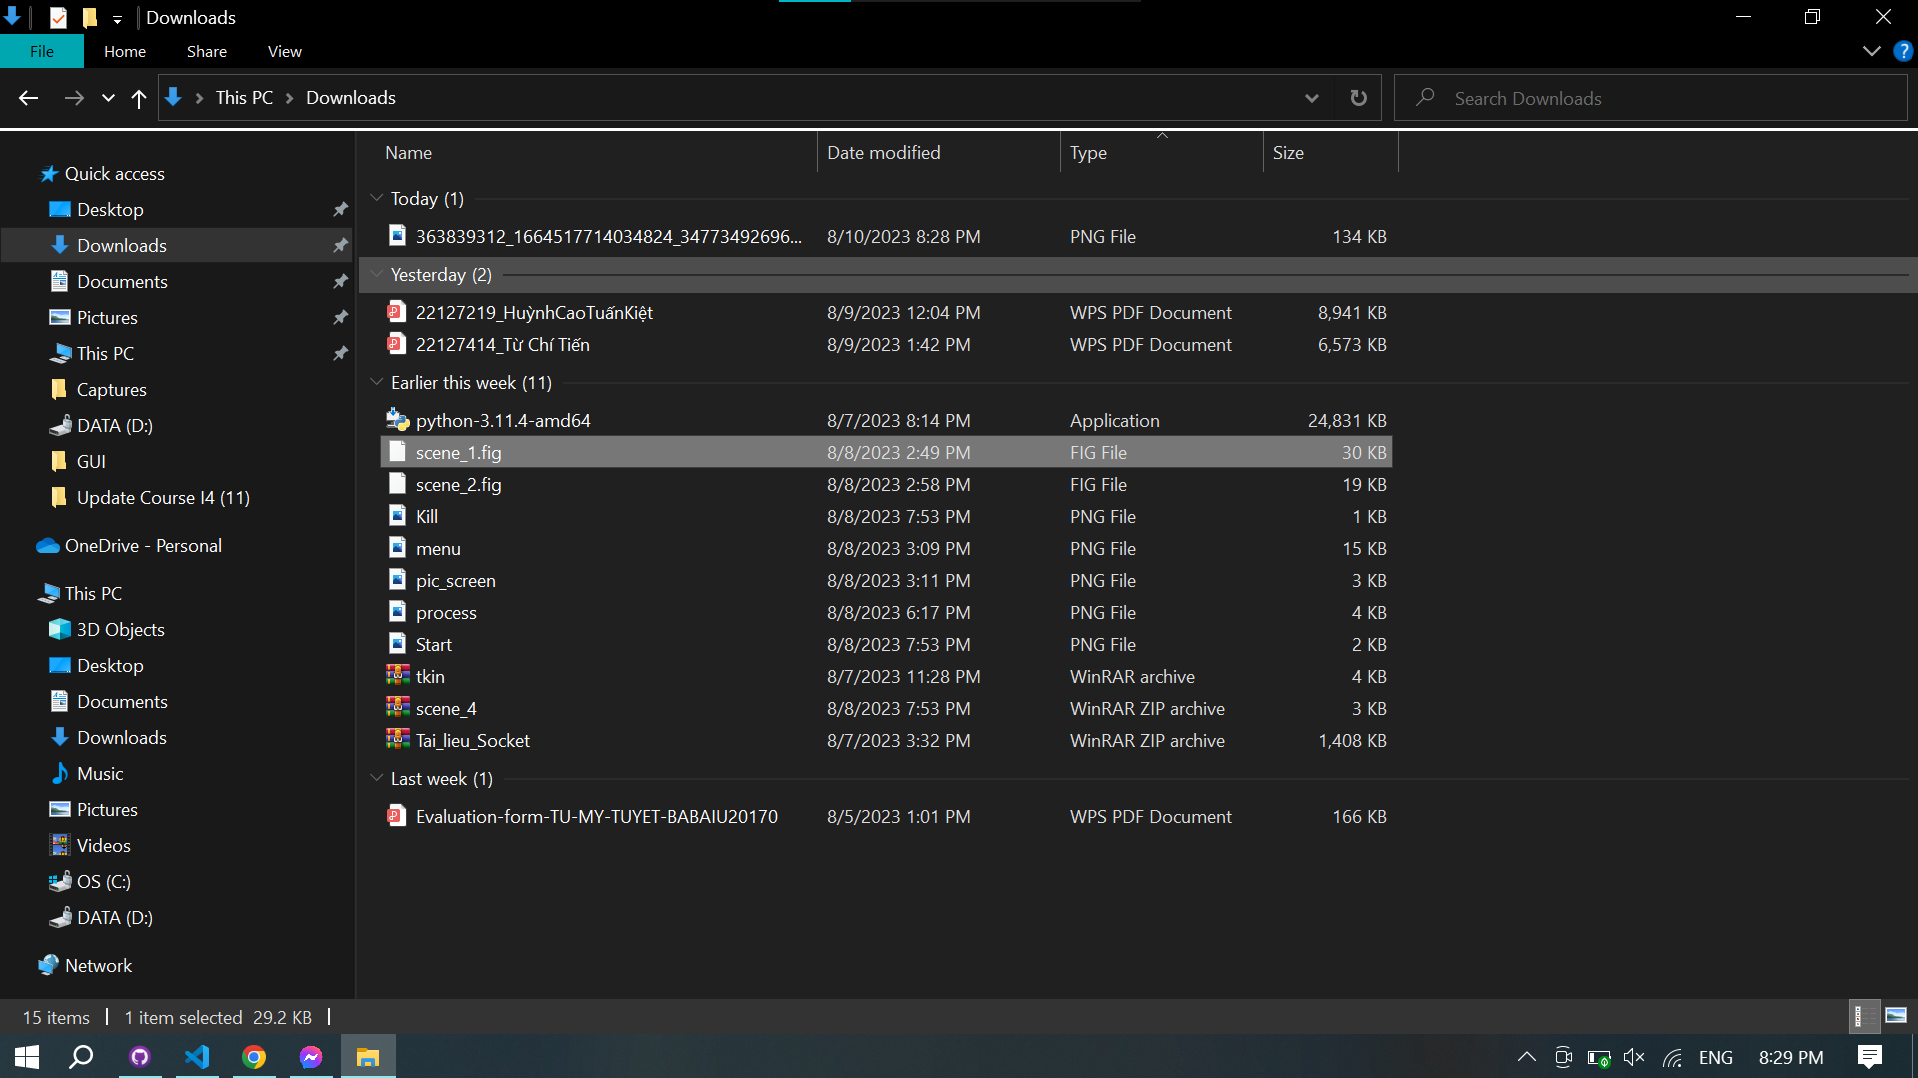 Downloads
File Home Share View
This PC Downloads Search Downloads
Name Date modified Type Size
Quick access
Desktop
Downloads
Documents
Pictures
This PC
Captures
DATA (D:)
GUI
Update Course I4 (11)
OneDrive - Personal
This PC
3D Objects
Desktop
Documents
Downloads
Music
Pictures
Videos
OS (C:)
DATA (D:)
Network
Today (1)
363839312_1664517714034824_34773492696... 8/10/2023 8:28 PM PNG File 134 KB
Yesterday (2)
22127219_HuỳnhCaoTuấnKiệt 8/9/2023 12:04 PM WPS PDF Document 8,941 KB
22127414_Từ Chí Tiến 8/9/2023 1:42 PM WPS PDF Document 6,573 KB
Earlier this week (11)
python-3.11.4-amd64 8/7/2023 8:14 PM Application 24,831 KB
scene_1.fig 8/8/2023 2:49 PM FIG File 30 KB
scene_2.fig 8/8/2023 2:58 PM FIG File 19 KB
Kill 8/8/2023 7:53 PM PNG File 1 KB
menu 8/8/2023 3:09 PM PNG File 15 KB
pic_screen 8/8/2023 3:11 PM PNG File 3 KB
process 8/8/2023 6:17 PM PNG File 4 KB
Start 8/8/2023 7:53 PM PNG File 2 KB
tkin 8/7/2023 11:28 PM WinRAR archive 4 KB
scene_4 8/8/2023 7:53 PM WinRAR ZIP archive 3 KB
Tai_lieu_Socket 8/7/2023 3:32 PM WinRAR ZIP archive 1,408 KB
Last week (1)
Evaluation-form-TU-MY-TUYET-BABAIU20170 8/5/2023 1:01 PM WPS PDF Document 166 KB
15 items 1 item selected 29.2 KB
ENG 8:29 PM